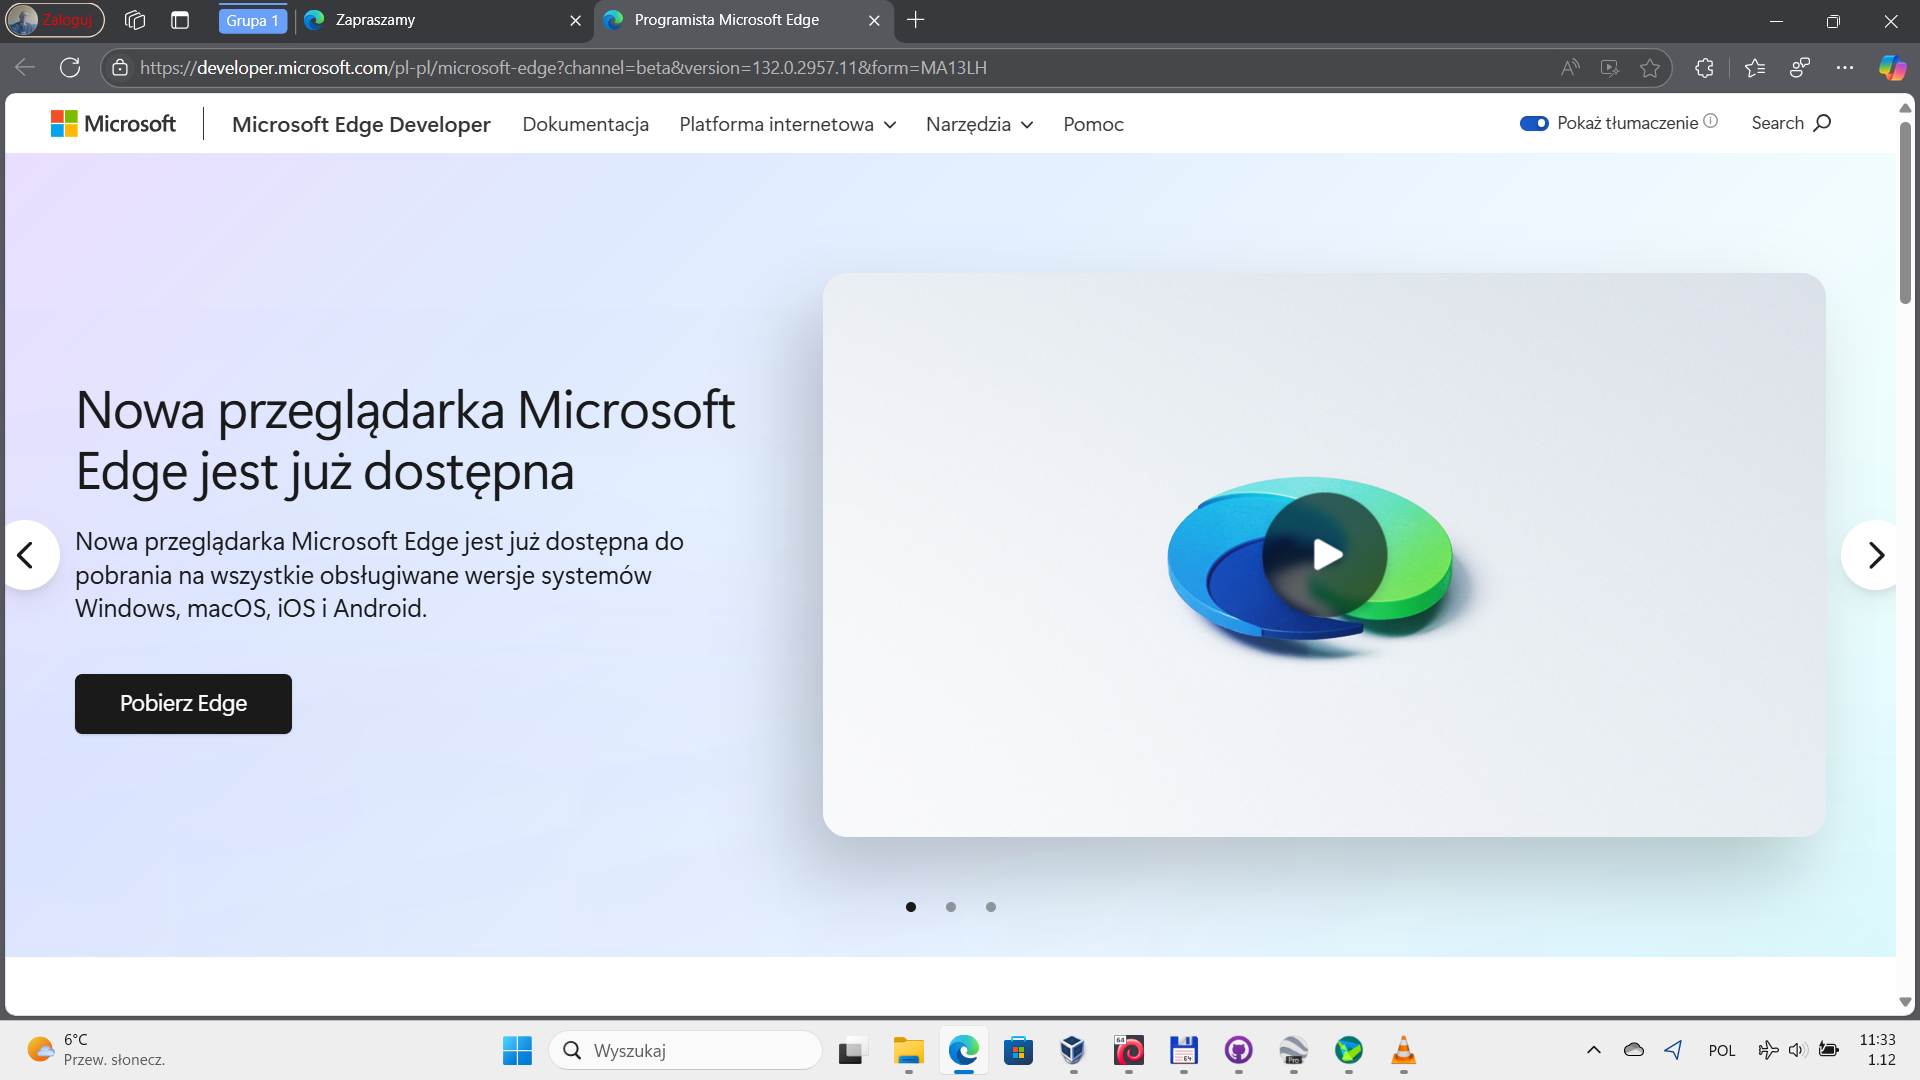 Zaloguj
Grupa 1
Zapraszamy
Programista Microsoft Edge
https://developer.microsoft.com/pl-pl/microsoft-edge?channel=beta&version=132.0.2957.11&form=MA13LH
Microsoft
Microsoft Edge Developer
Dokumentacja
Platforma internetowa
Narzędzia
Pomoc
Pokaż tłumaczenie
Search
Nowa przeglądarka Microsoft
Edge jest już dostępna
Nowa przeglądarka Microsoft Edge jest już dostępna do
pobrania na wszystkie obsługiwane wersje systemów
Windows, macOS, iOS i Android.
Pobierz Edge
6°C
Przew. słonecz.
Wyszukaj
64
64
Pro
POL
11:33
1.12